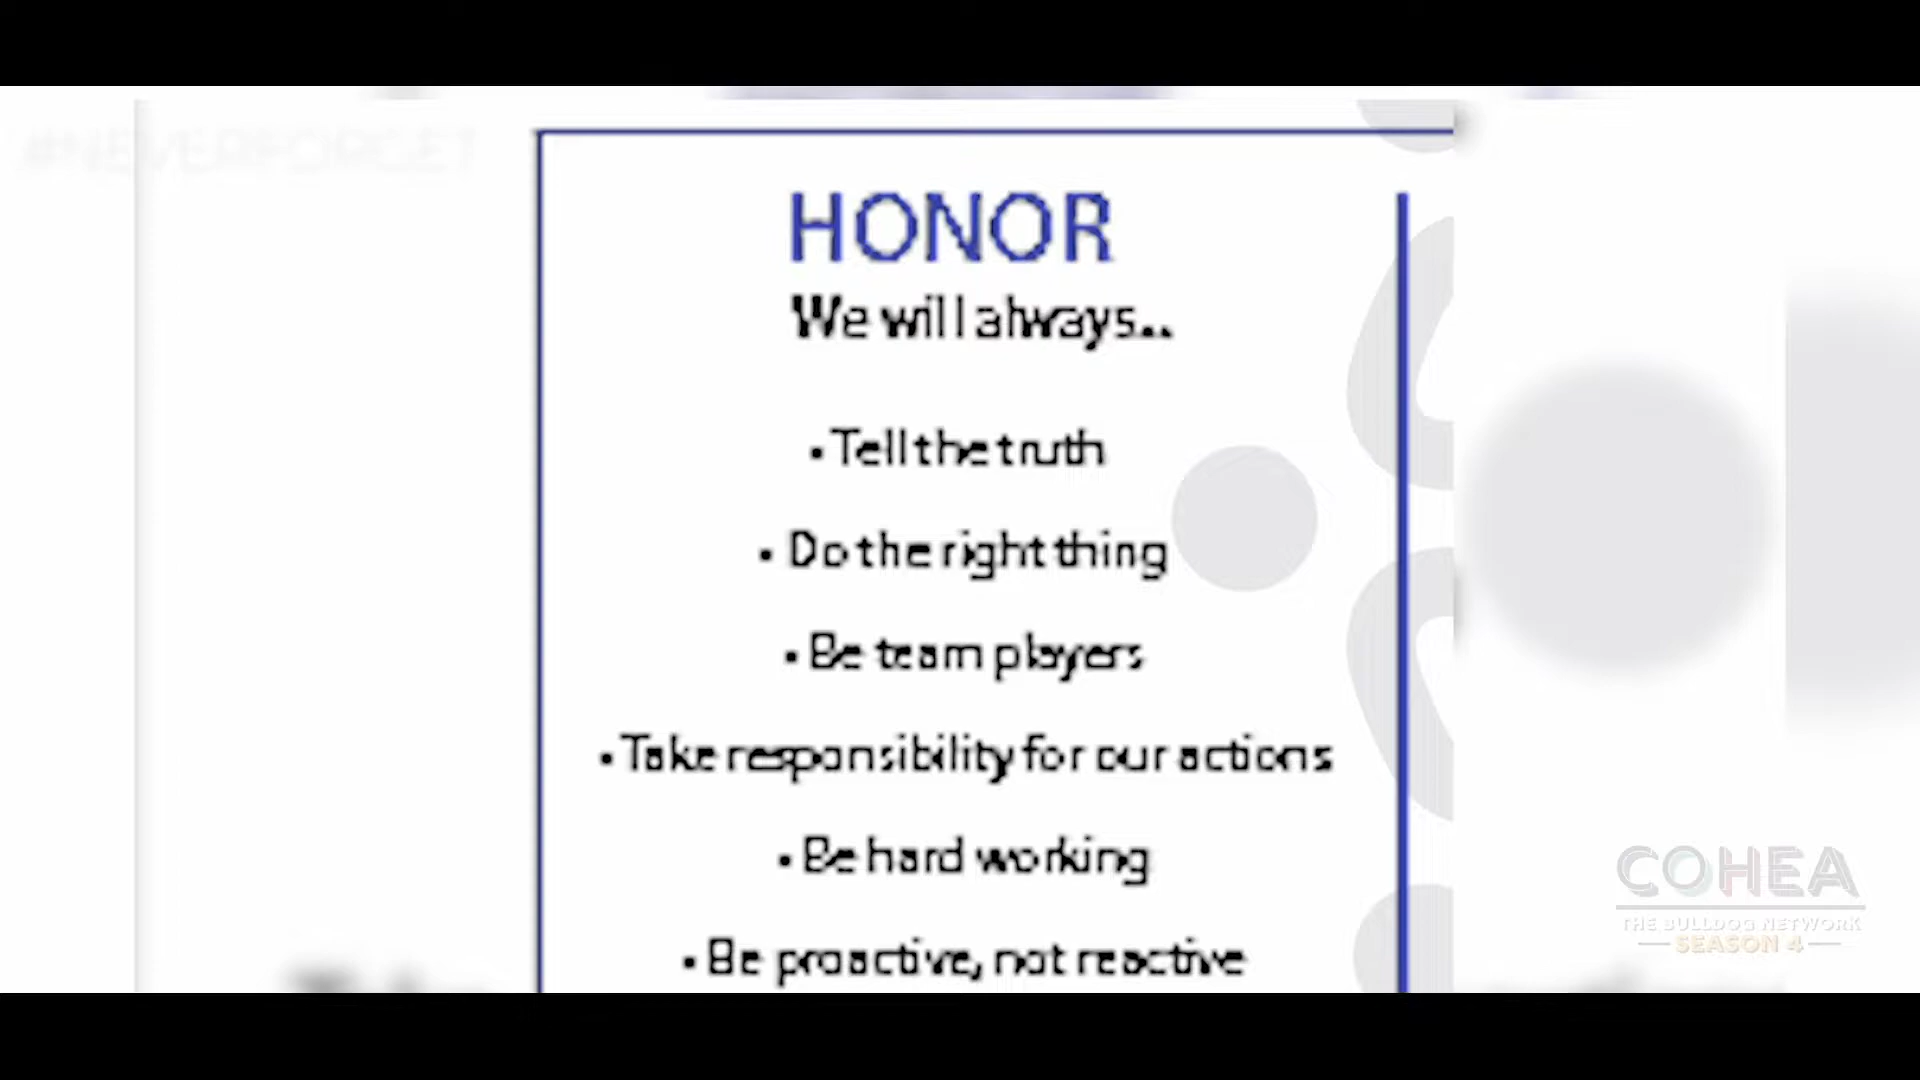 #NEVERFORGET
HONOR
We will always...
• Tell the truth
• Do the right thing
• Be team players
• Take responsibility for our actions
• Be hard working
• Be proactive, not reactive
COHEA
THE BULLDOG NETWORK
SEASON 4